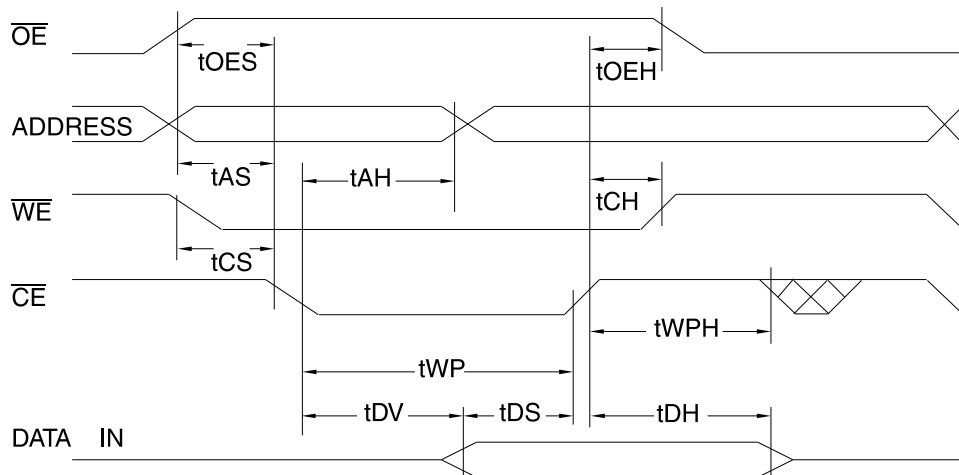 OE
tOES
tOEH
ADDRESS
tAS
tAH
tCH
WE
tCS
CE
tWPH
tWP
tDV
tDS
tDH
DATA IN